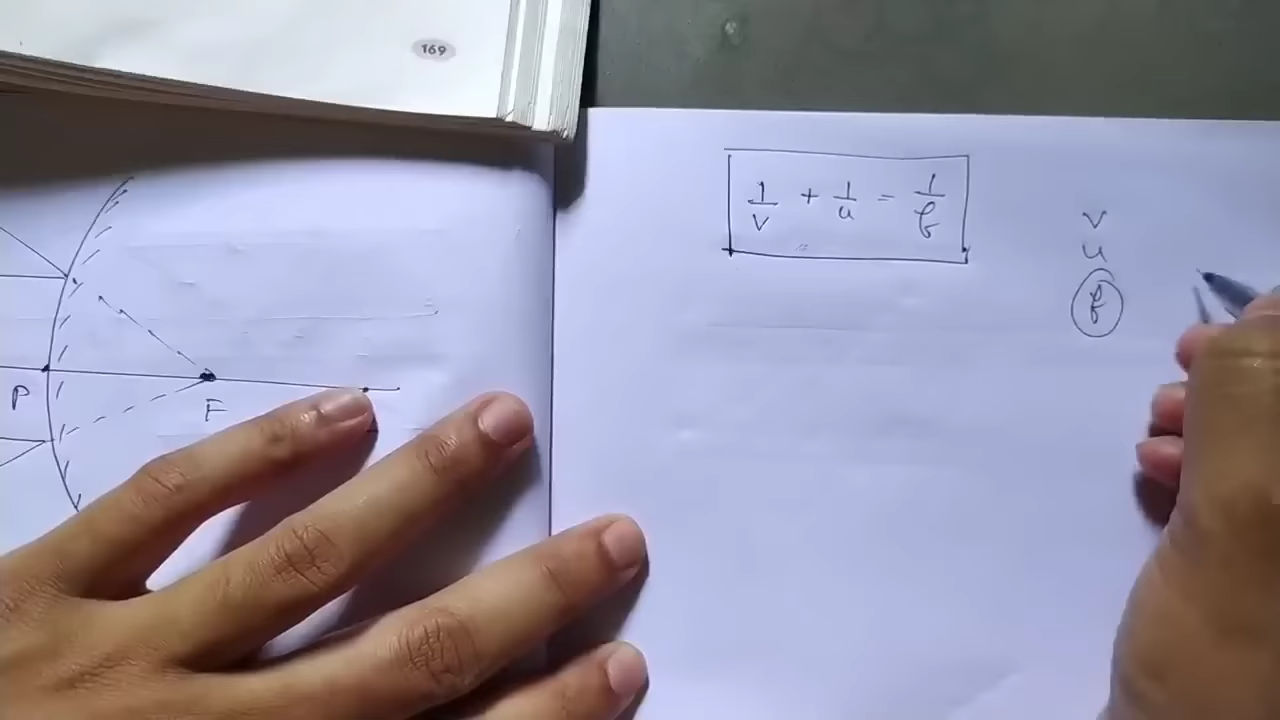 169
1/v + 1/u = 1/f
v
u
f
P
F